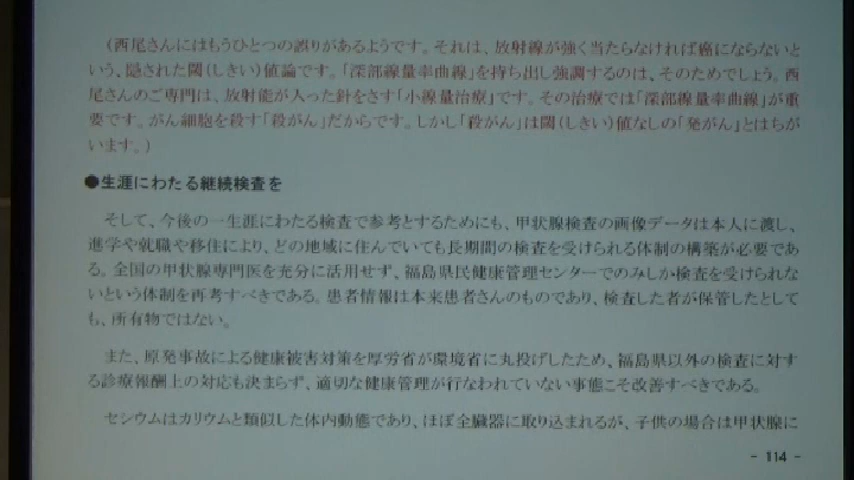 (西尾さんにはもうひとつの誤りがあるようです。それは、放射線が強く当たらなければ癌にならないと
いう、隠された閾(しきい)値論です。「深部線量率曲線」を持ち出し強調するのは、そのためでしょう。西
尾さんのご専門は、放射能が入った針をさす「小線量治療」です。その治療では「深部線量率曲線」が重
要です。がん細胞を殺す「殺がん」だからです。しかし「殺がん」は閾(しきい)値なしの「発がん」とはちが
います。)
●生涯にわたる継続検査を
そして、今後の一生涯にわたる検査で参考とするためにも、甲状腺検査の画像データは本人に渡し、
進学や就職や移住により、どの地域に住んでいても長期間の検査を受けられる体制の構築が必要であ
る。全国の甲状腺専門医を充分に活用せず、福島県民健康管理センターでのみしか検査を受けられな
いという体制を再考すべきである。患者情報は本来患者さんのものであり、検査した者が保管したとして
も、所有物ではない。
また、原発事故による健康被害対策を厚労省が環境省に丸投げしたため、福島県以外の検査に対す
る診療報酬上の対応も決まらず、適切な健康管理が行なわれていない事態こそ改善すべきである。
セシウムはカリウムと類似した体内動態であり、ほぼ全臓器に取り込まれるが、子供の場合は甲状腺に
- 114 -